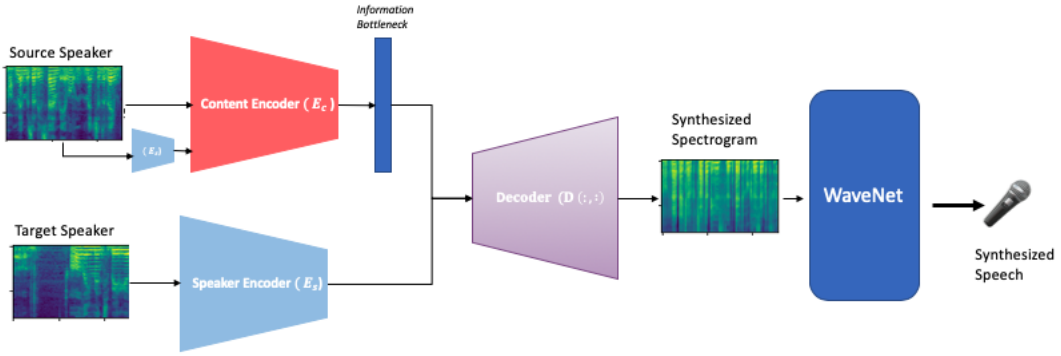 Information
Bottleneck
Source Speaker
Content Encoder ( E_c )
( E_s )
Target Speaker
Speaker Encoder ( E_s )
Decoder (D (:, :)
Synthesized
Spectrogram
WaveNet
Synthesized
Speech